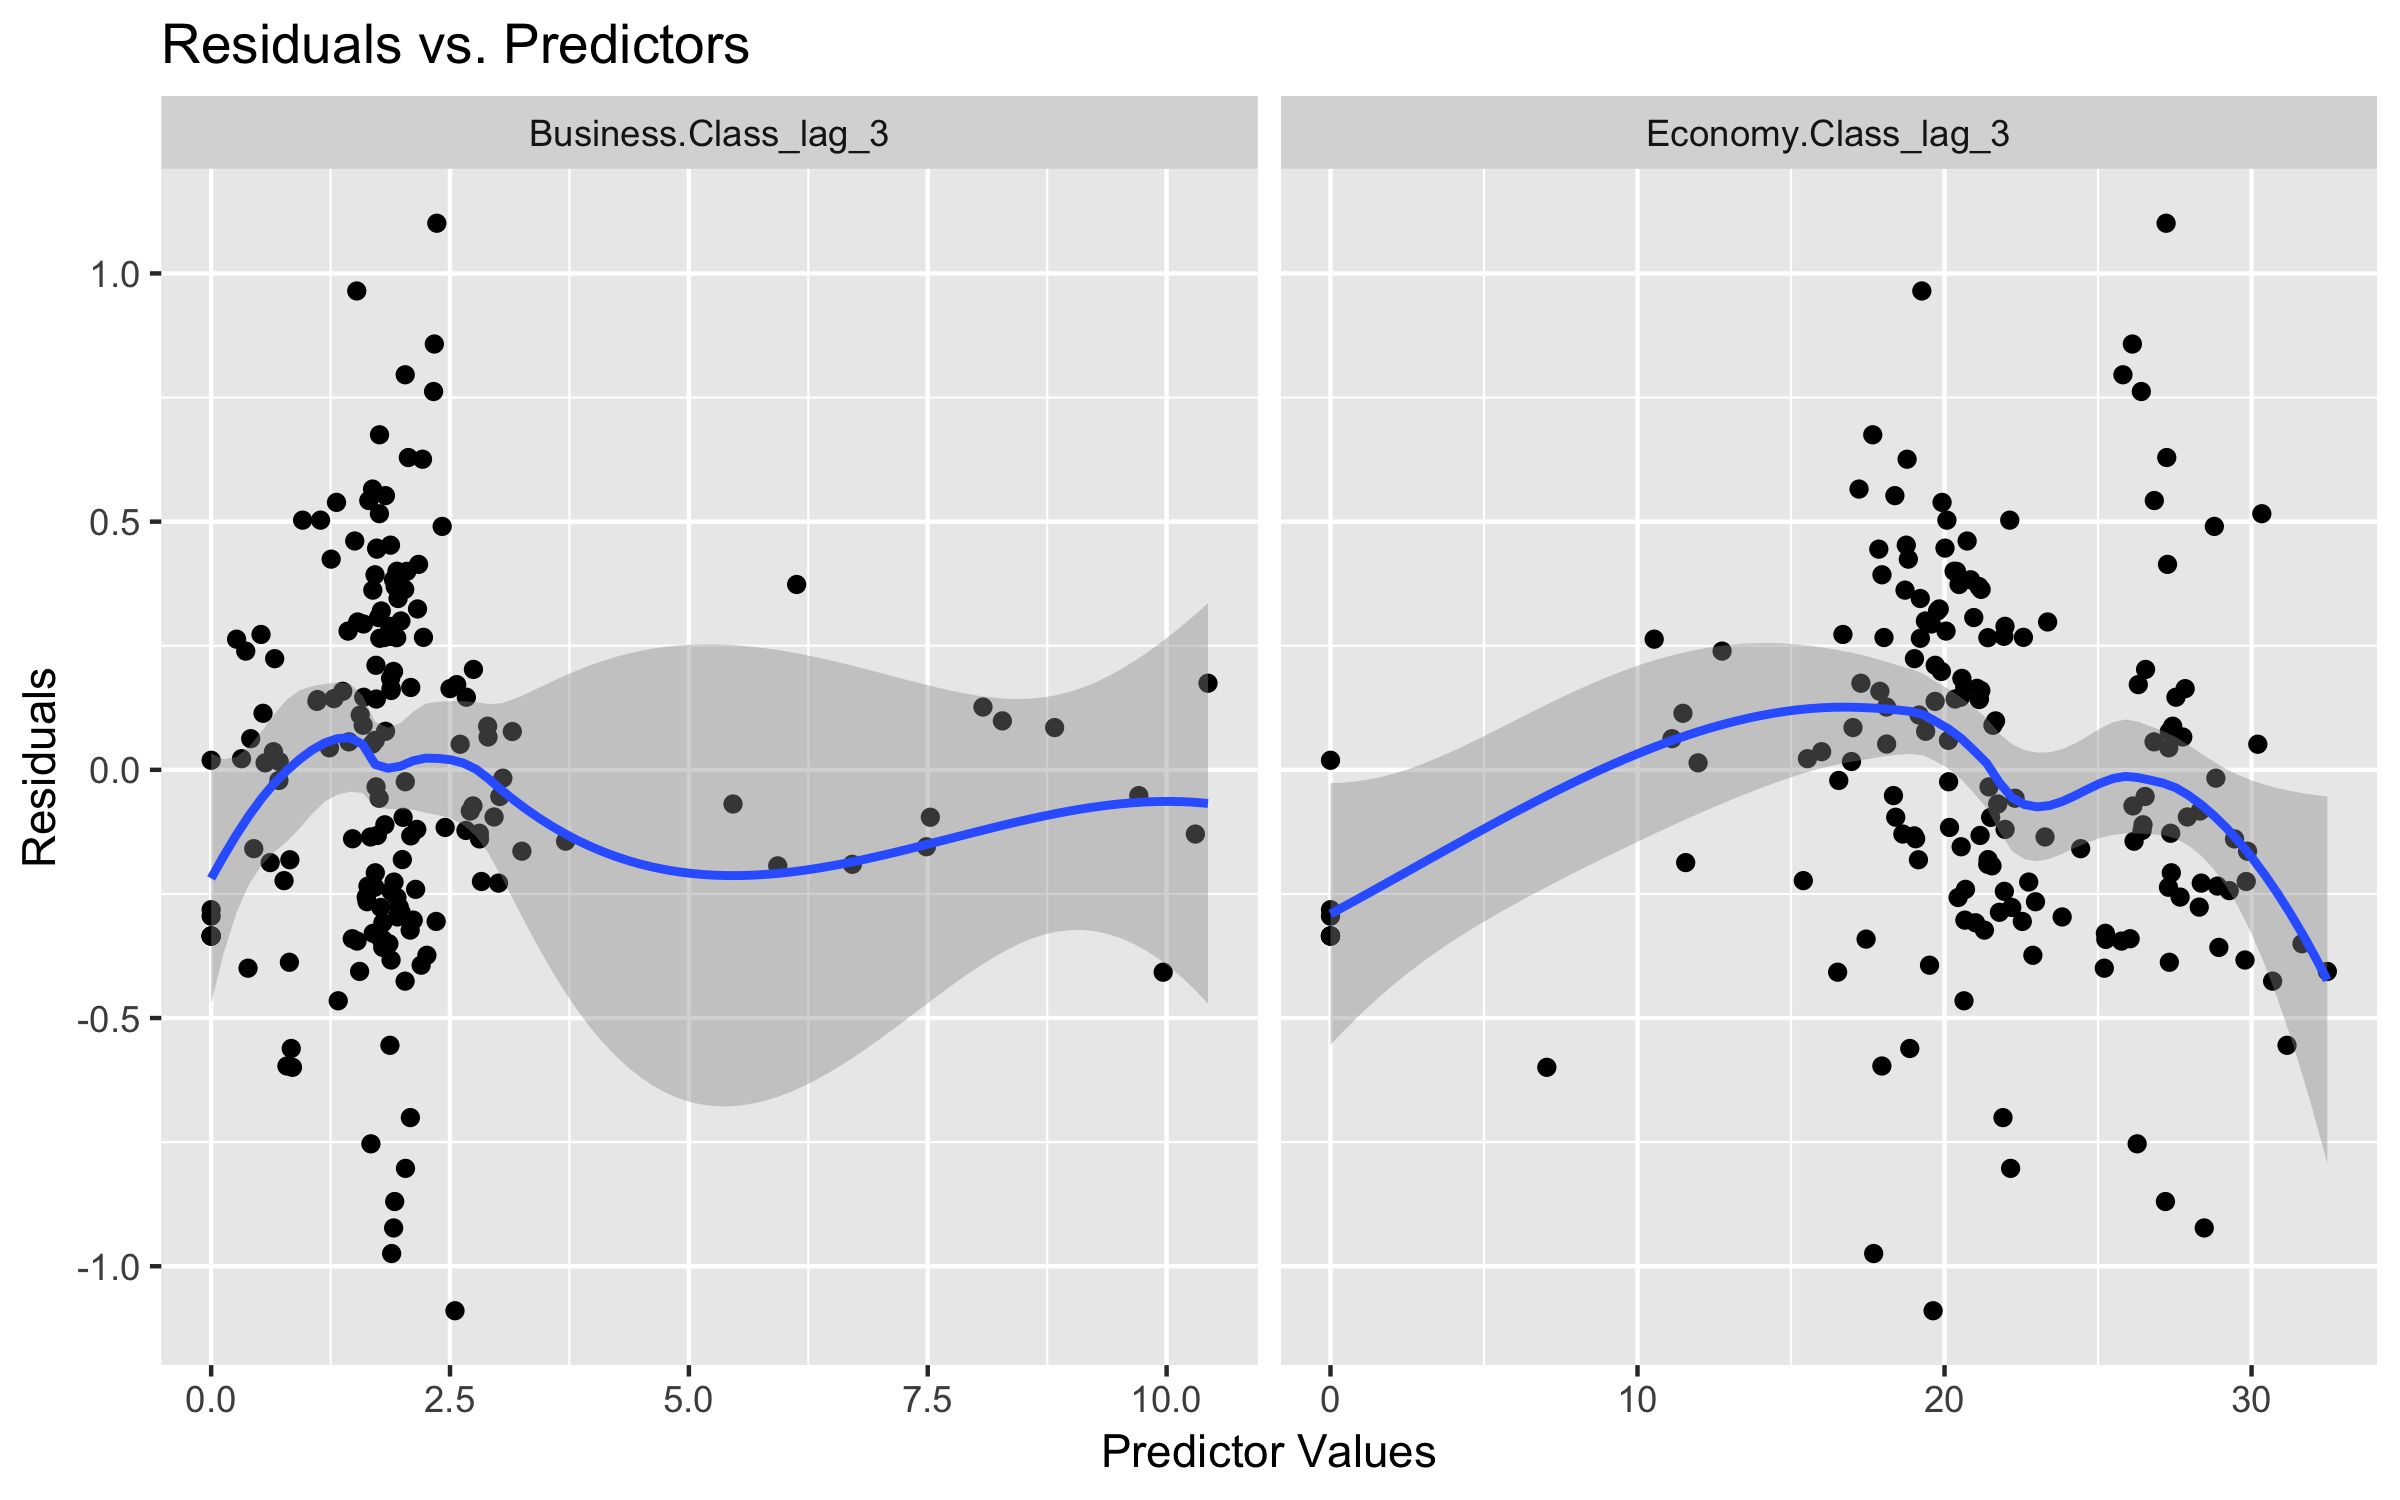 Residuals vs. Predictors
Business.Class_lag_3
Economy.Class_lag_3
Residuals
1.0
0.5
0.0
-0.5
-1.0
0.0 2.5 5.0 7.5 10.0
0 10 20 30
Predictor Values